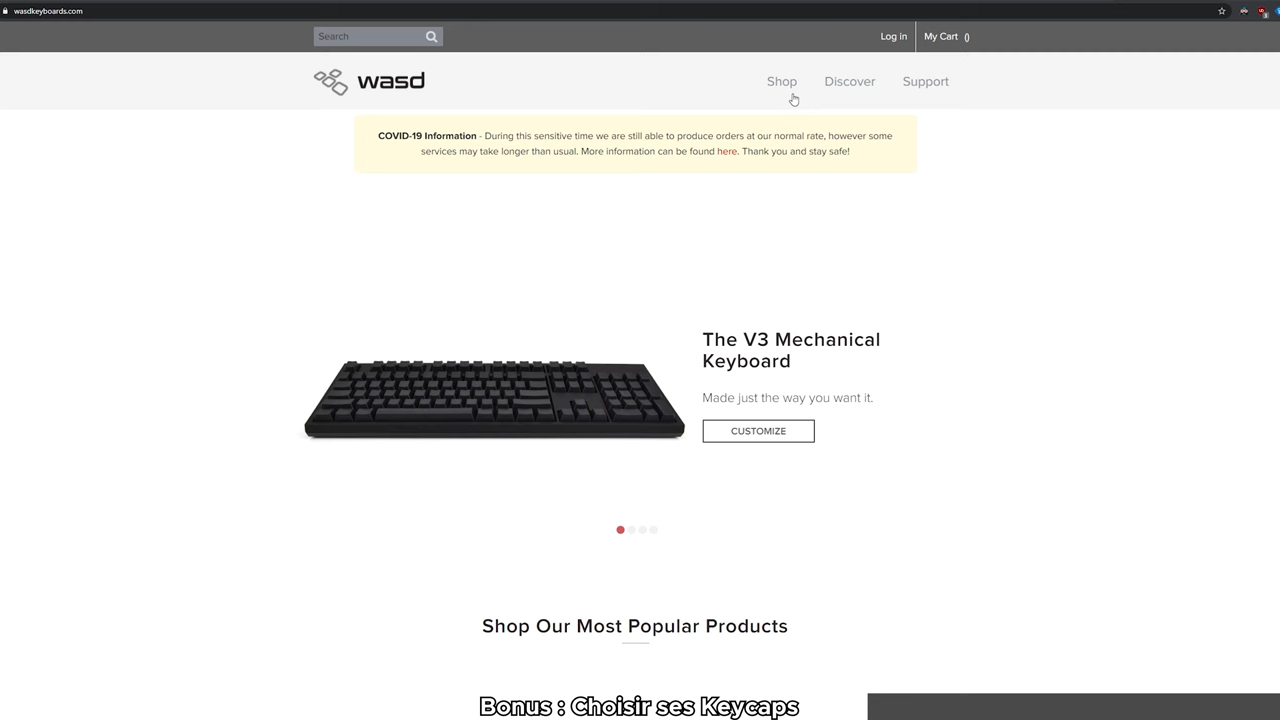 wasdkeyboards.com
Search
Log in
My Cart ()
wasd
Shop
Discover
Support
COVID-19 Information - During this sensitive time we are still able to produce orders at our normal rate, however some
services may take longer than usual. More information can be found here. Thank you and stay safe!
The V3 Mechanical
Keyboard
Made just the way you want it.
CUSTOMIZE
Shop Our Most Popular Products
Bonus : Choisir ses Keycaps